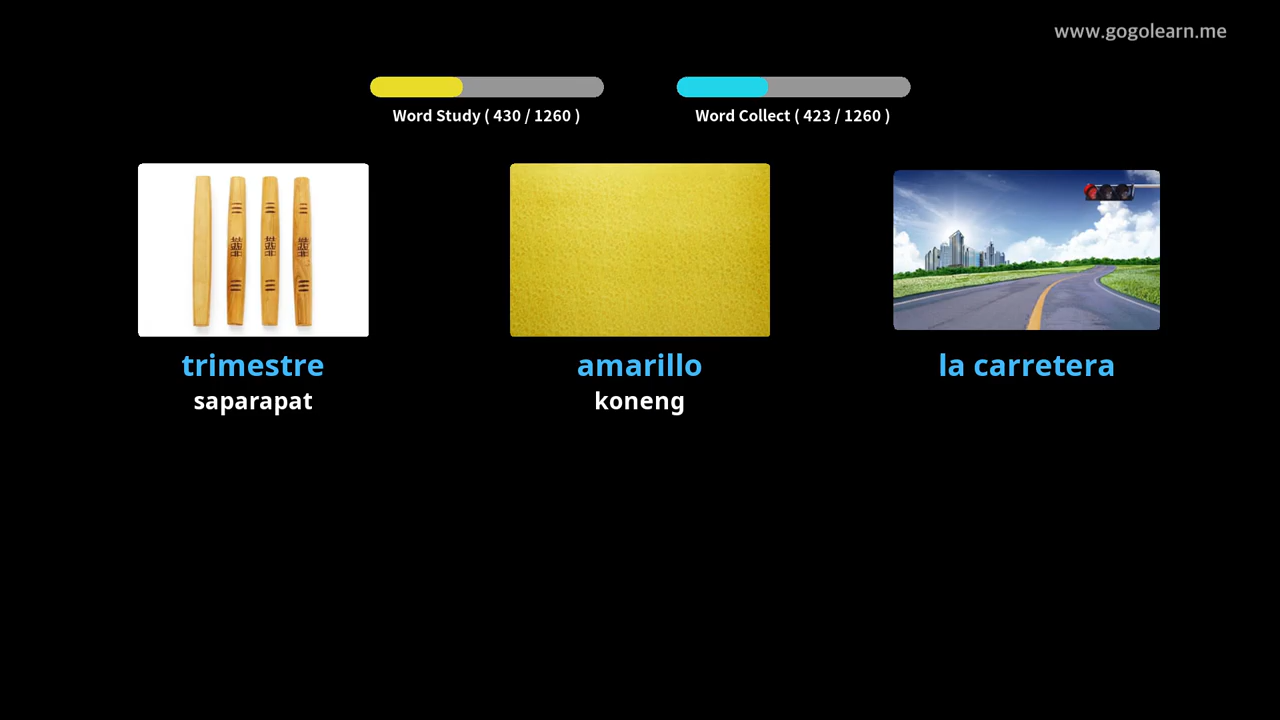 www.gogolearn.me
Word Study ( 430 / 1260 )
Word Collect ( 423 / 1260 )
trimestre
saparapat
amarillo
koneng
la carretera